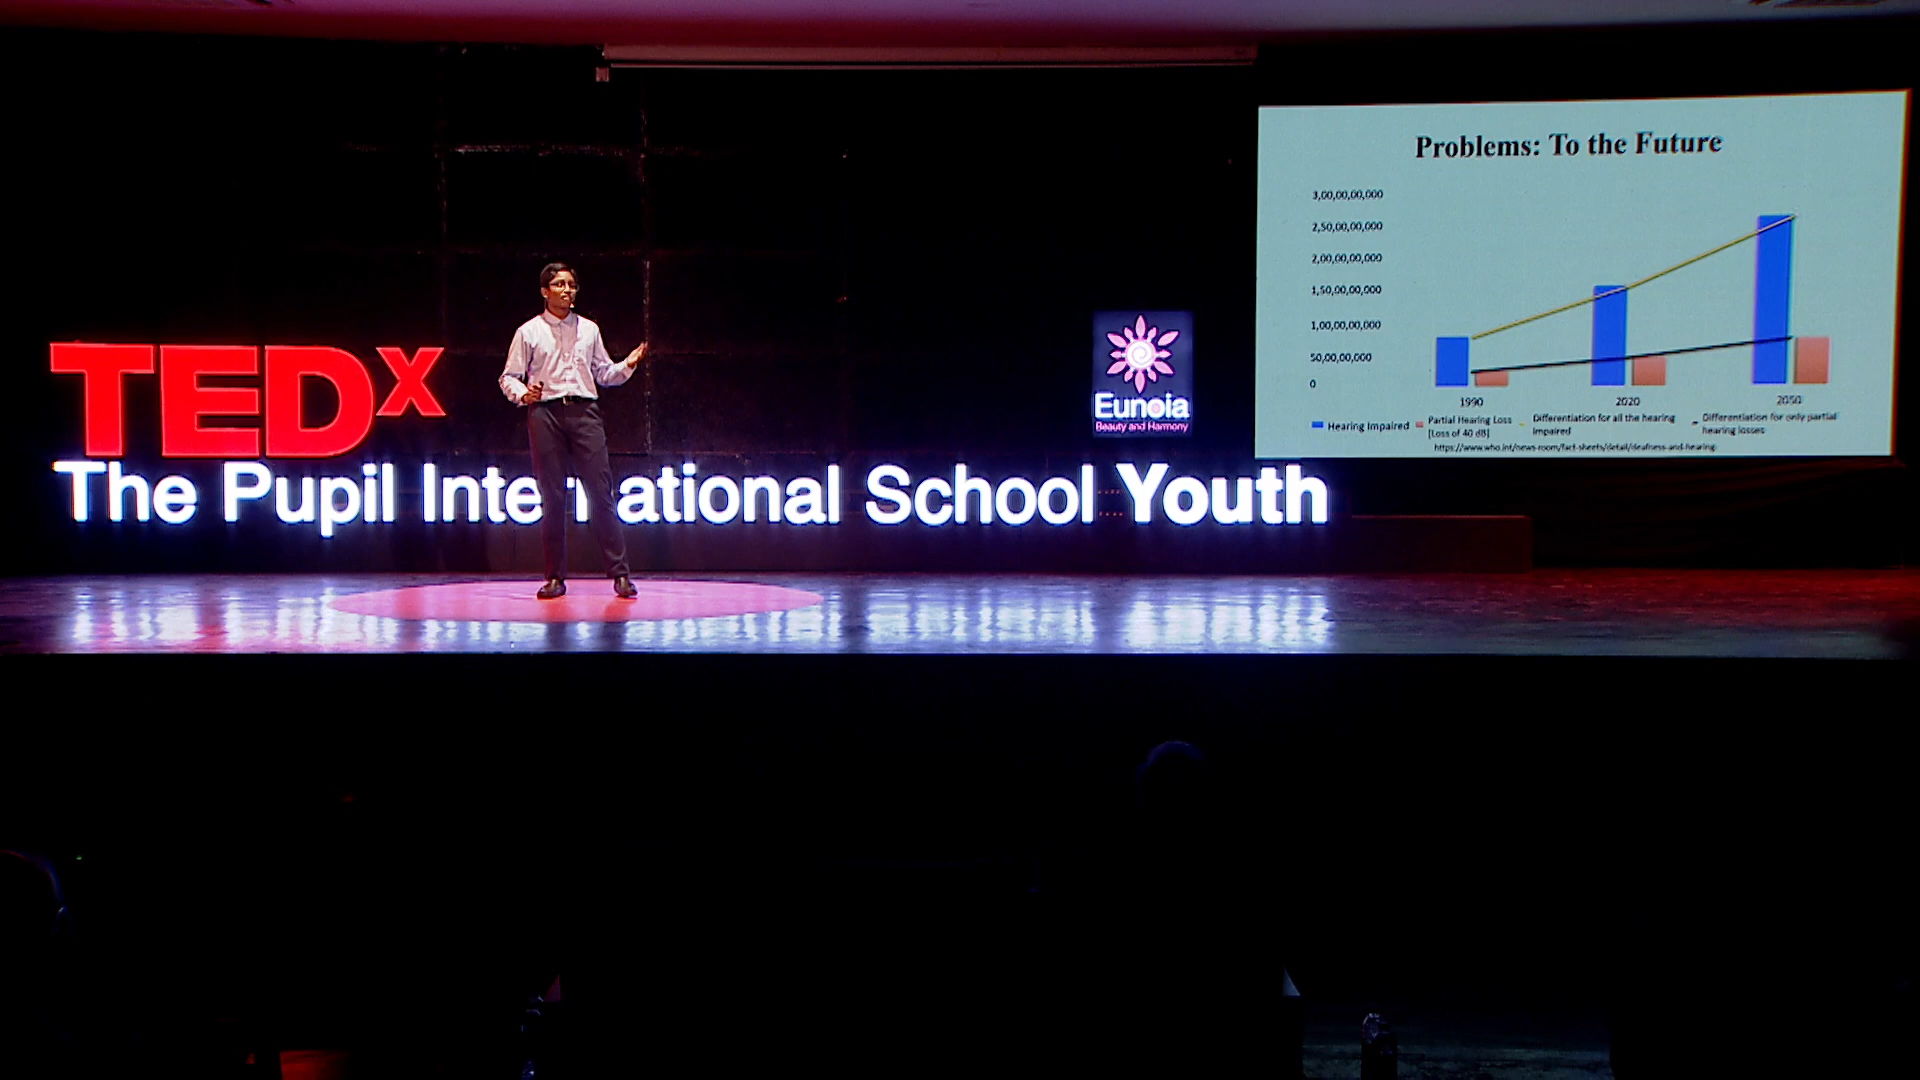 TEDx
The Pupil International School Youth
Eunoia
Beauty and Harmony
Problems: To the Future
3,00,00,00,000
2,50,00,00,000
2,00,00,00,000
1,50,00,00,000
1,00,00,00,000
50,00,00,000
0
1990
2020
2050
Hearing Impaired
Partial Hearing Loss
[Loss of 40 dB]
Differentiation for all the hearing
impaired
Differentiation for only partial
hearing losses
https://www.who.int/news-room/fact-sheets/detail/deafness-and-hearing-